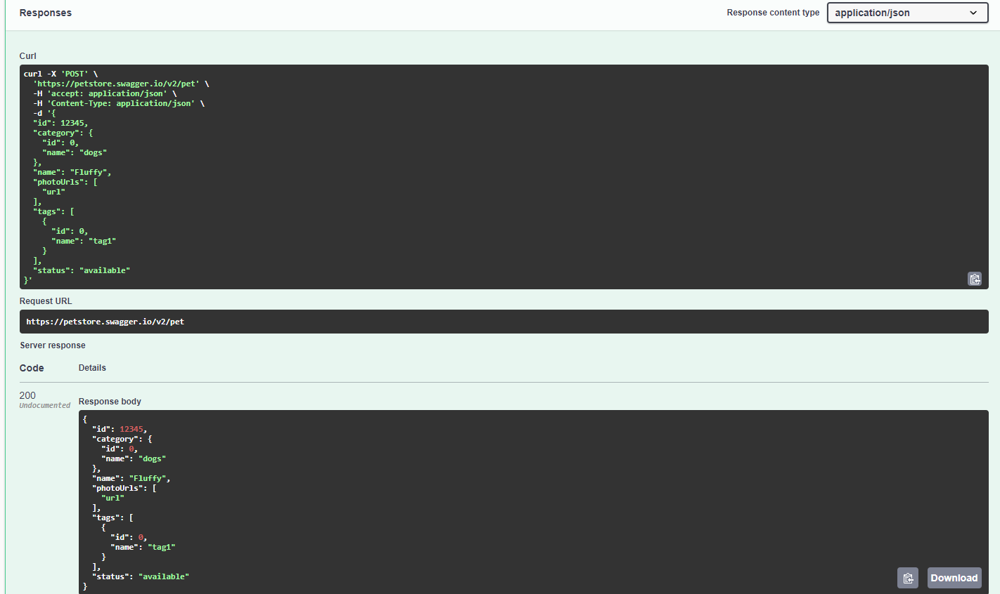 Responses
Response content type
application/json
Curl
curl -X 'POST' \
  'https://petstore.swagger.io/v2/pet' \
  -H 'accept: application/json' \
  -H 'Content-Type: application/json' \
  -d '{
  "id": 12345,
  "category": {
    "id": 0,
    "name": "dogs"
  },
  "name": "Fluffy",
  "photoUrls": [
    "url"
  ],
  "tags": [
    {
      "id": 0,
      "name": "tag1"
    }
  ],
  "status": "available"
}'
Request URL
https://petstore.swagger.io/v2/pet
Server response
Code
Details
200
Undocumented
Response body
{
  "id": 12345,
  "category": {
    "id": 0,
    "name": "dogs"
  },
  "name": "Fluffy",
  "photoUrls": [
    "url"
  ],
  "tags": [
    {
      "id": 0,
      "name": "tag1"
    }
  ],
  "status": "available"
}
Download